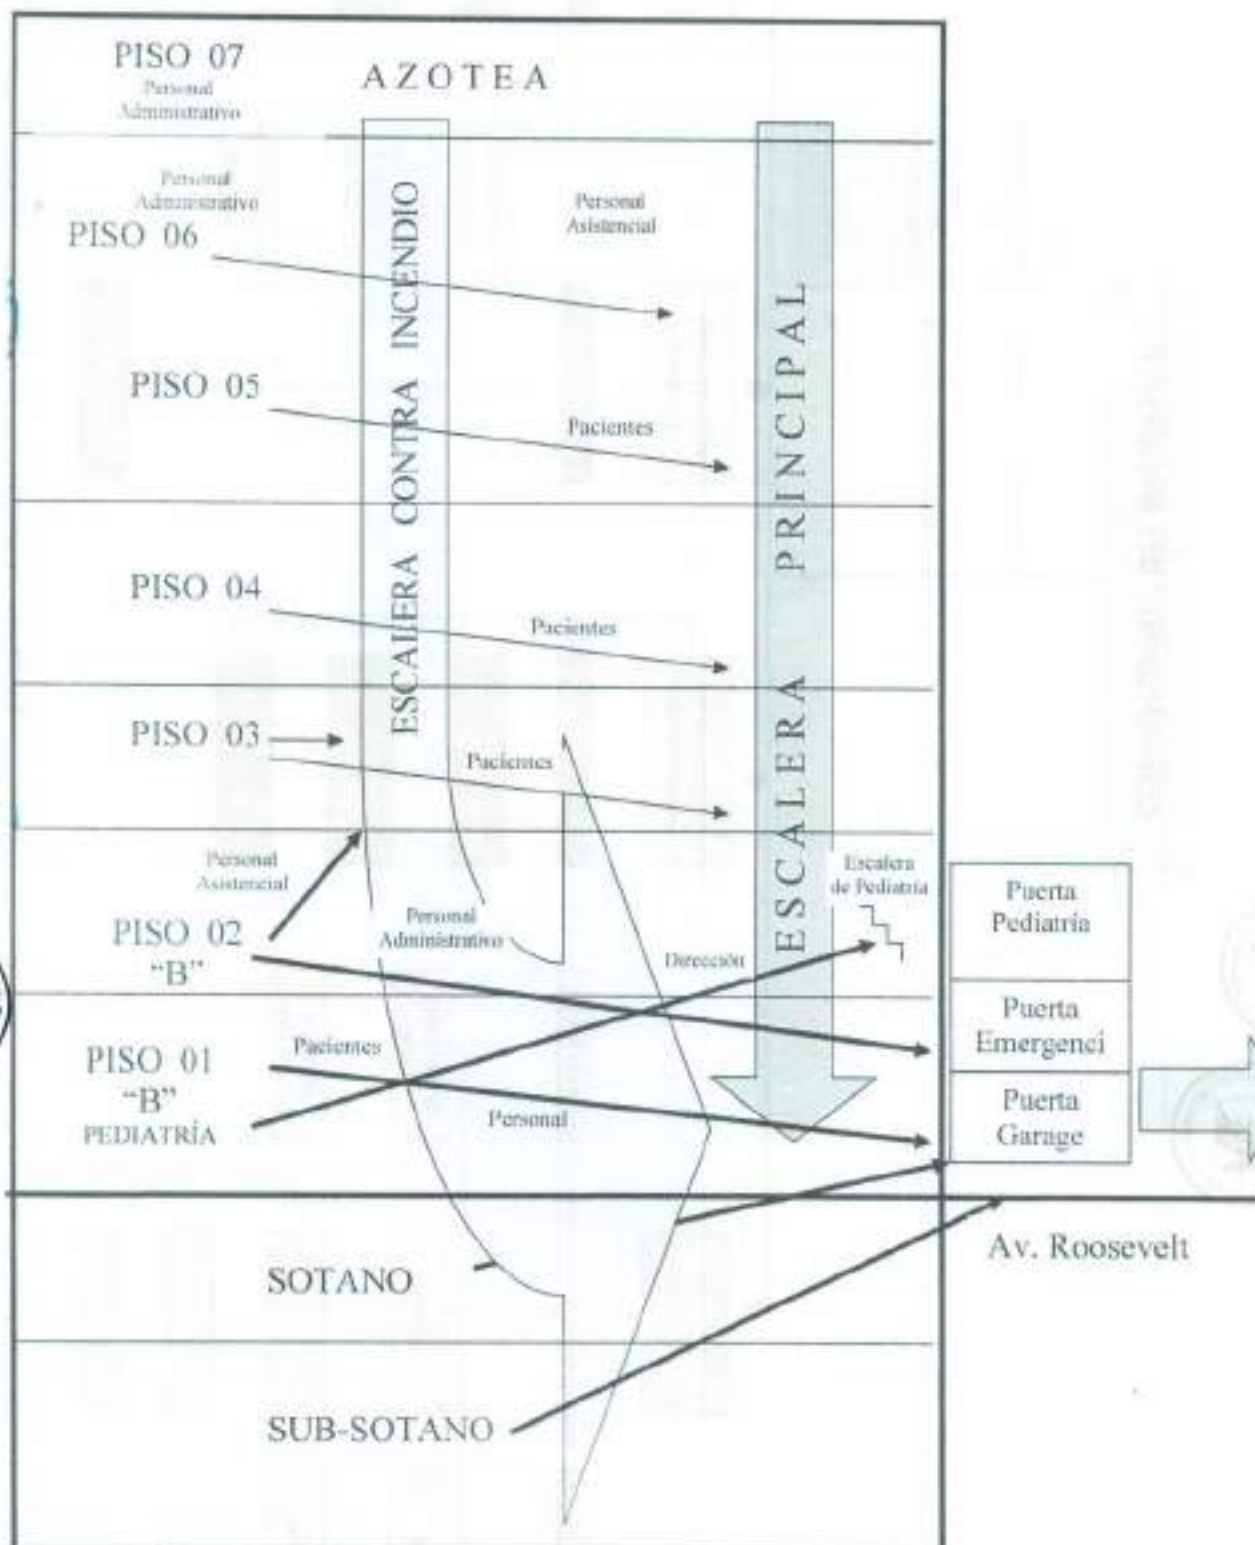 PISO 07
Personal
Administrativo
AZOTEA
Personal
Administrativo
PISO 06
Personal
Asistencial
ESCALERA CONTRA INCENDIO
ESCALERA PRINCIPAL
PISO 05
Pacientes
PISO 04
Pacientes
PISO 03
Pacientes
Personal
Asistencial
PISO 02
"B"
Personal
Administrativo
Dirección
Escalera
de Pediatría
Puerta
Pediatría
Puerta
Emergenci
Puerta
Garage
PISO 01
"B"
PEDIATRÍA
Pacientes
Personal
Av. Roosevelt
SOTANO
SUB-SOTANO